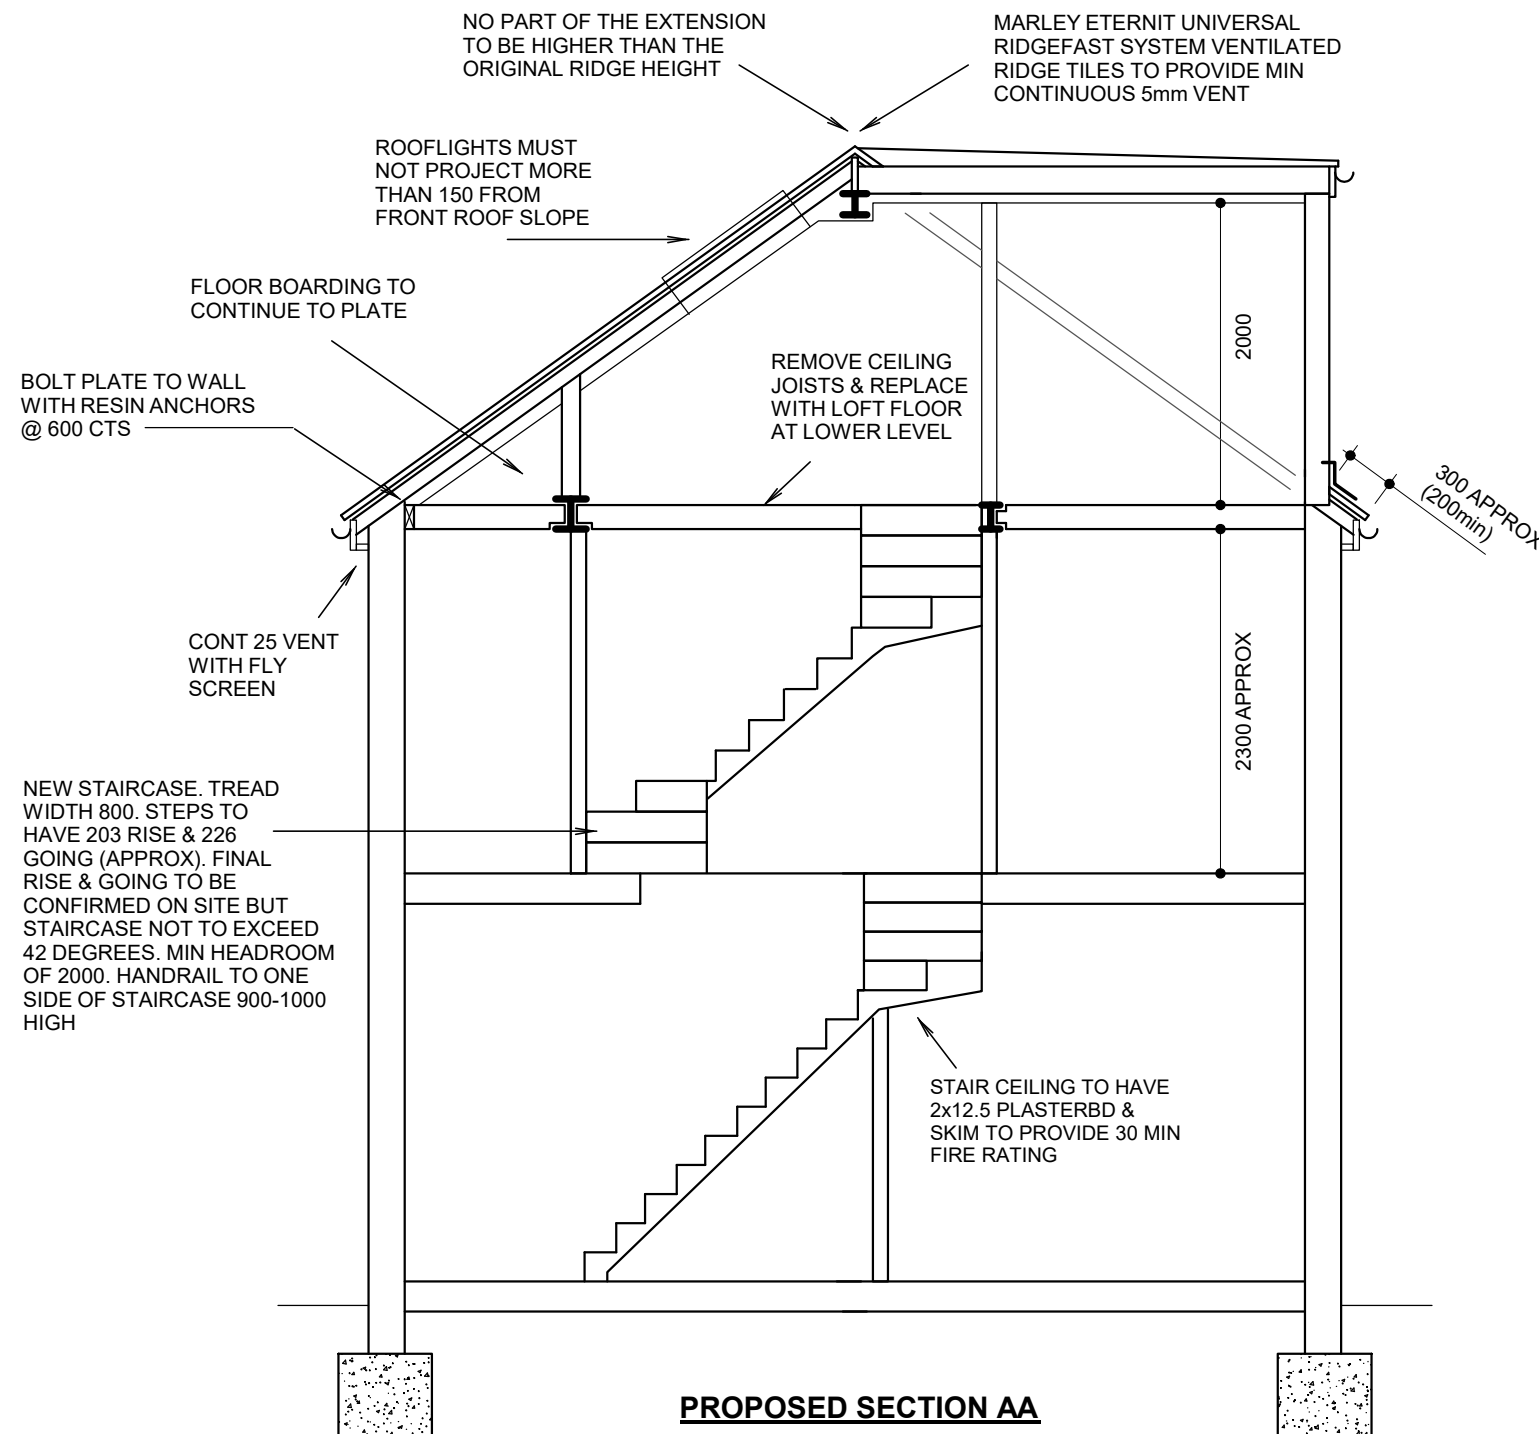 NO PART OF THE EXTENSION
TO BE HIGHER THAN THE
ORIGINAL RIDGE HEIGHT
MARLEY ETERNIT UNIVERSAL
RIDGEFAST SYSTEM VENTILATED
RIDGE TILES TO PROVIDE MIN
CONTINUOUS 5mm VENT
ROOFLIGHTS MUST
NOT PROJECT MORE
THAN 150 FROM
FRONT ROOF SLOPE
FLOOR BOARDING TO
CONTINUE TO PLATE
BOLT PLATE TO WALL
WITH RESIN ANCHORS
@ 600 CTS
REMOVE CEILING
JOISTS & REPLACE
WITH LOFT FLOOR
AT LOWER LEVEL
2000
300 APPROX
(200min)
CONT 25 VENT
WITH FLY
SCREEN
2300 APPROX
NEW STAIRCASE. TREAD
WIDTH 800. STEPS TO
HAVE 203 RISE & 226
GOING (APPROX). FINAL
RISE & GOING TO BE
CONFIRMED ON SITE BUT
STAIRCASE NOT TO EXCEED
42 DEGREES. MIN HEADROOM
OF 2000. HANDRAIL TO ONE
SIDE OF STAIRCASE 900-1000
HIGH
STAIR CEILING TO HAVE
2x12.5 PLASTERBD &
SKIM TO PROVIDE 30 MIN
FIRE RATING
PROPOSED SECTION AA